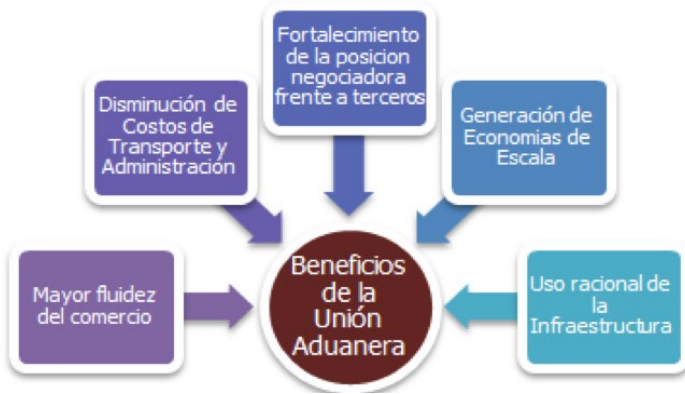 Fortalecimiento
de la posicion
negociadora
frente a terceros
Disminución de
Costos de
Transporte y
Administración
Generación de
Economias de
Escala
Mayor fluidez
del comercio
Beneficios
de la
Unión
Aduanera
Uso racional de
la
Infraestructura